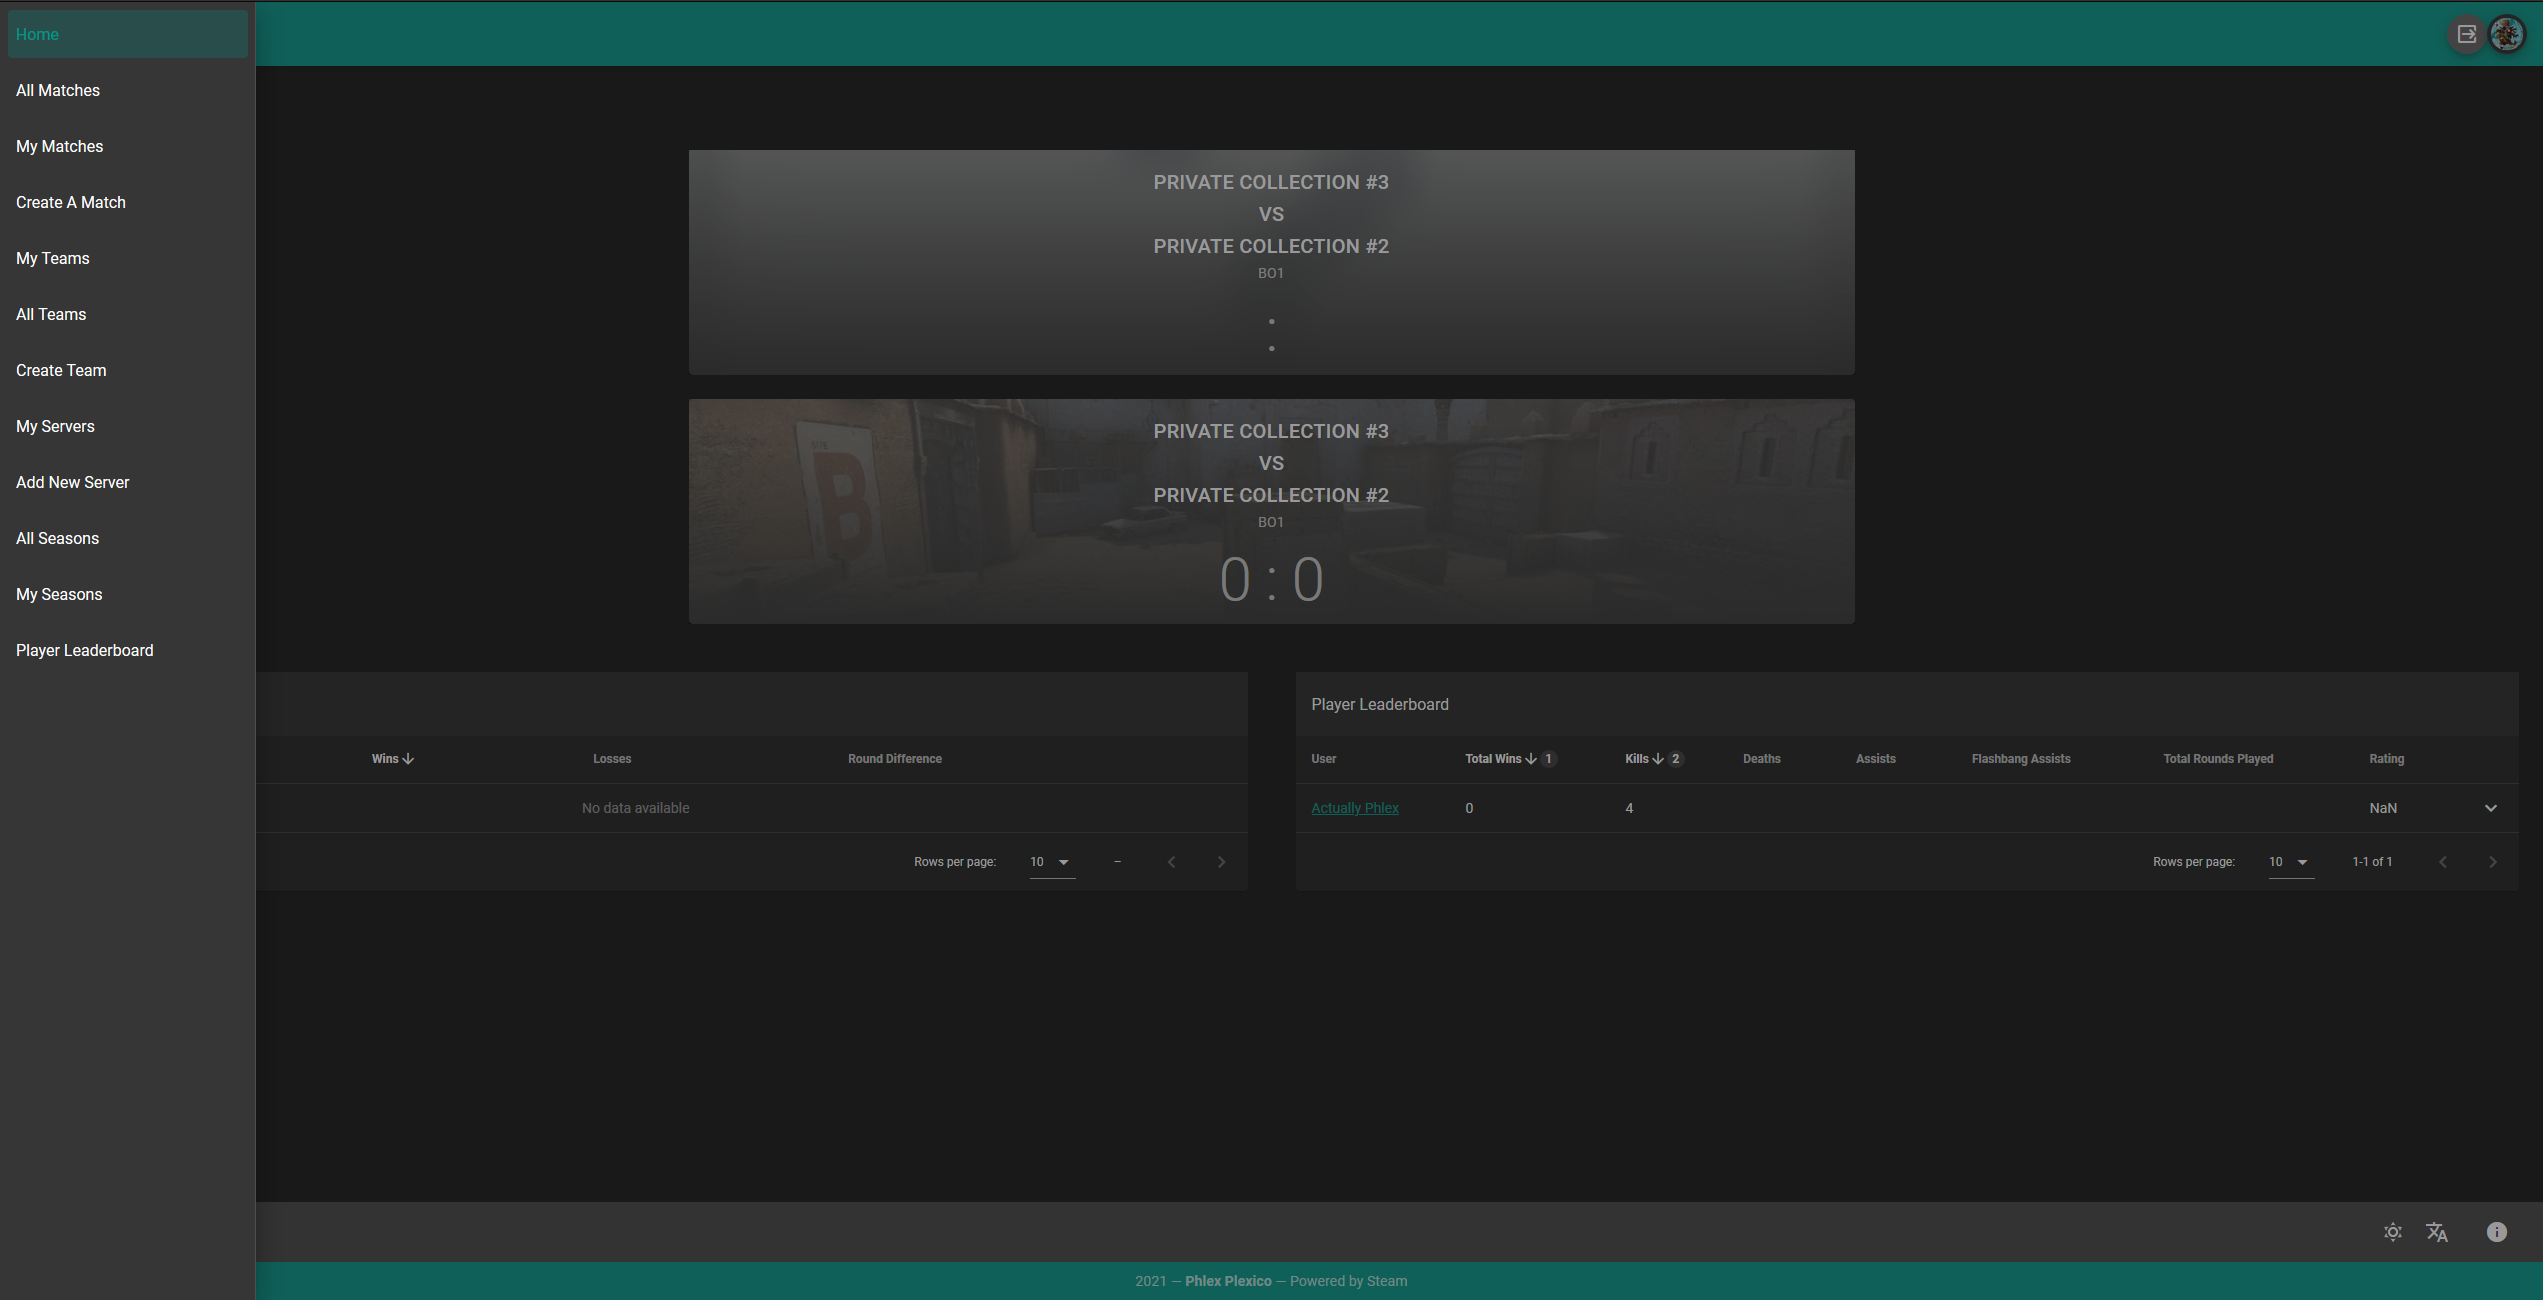 Home
All Matches
My Matches
Create A Match
My Teams
All Teams
Create Team
My Servers
Add New Server
All Seasons
My Seasons
Player Leaderboard
PRIVATE COLLECTION #3
VS
PRIVATE COLLECTION #2
BO1
:
SITE
B
PRIVATE COLLECTION #3
VS
PRIVATE COLLECTION #2
BO1
0 : 0
Wins Losses Round Difference
No data available
Rows per page: 10 –
Player Leaderboard
User Total Wins 1 Kills 2 Deaths Assists Flashbang Assists Total Rounds Played Rating
Actually Phlex 0 4 NaN
Rows per page: 10 1-1 of 1
2021 — Phlex Plexico — Powered by Steam